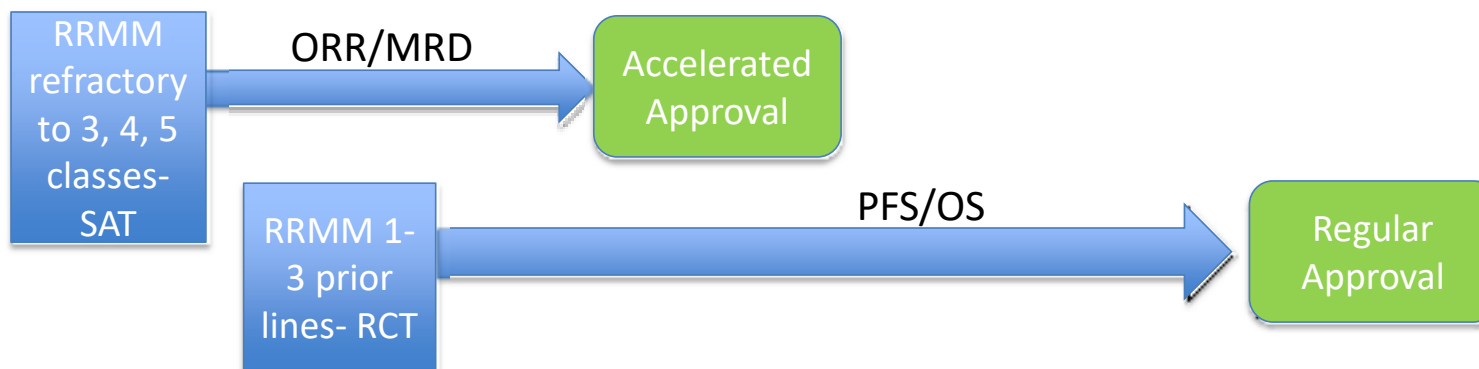 RRMM
refractory
to 3, 4, 5
classes-
SAT
ORR/MRD
Accelerated
Approval
RRMM 1-
3 prior
lines- RCT
PFS/OS
Regular
Approval